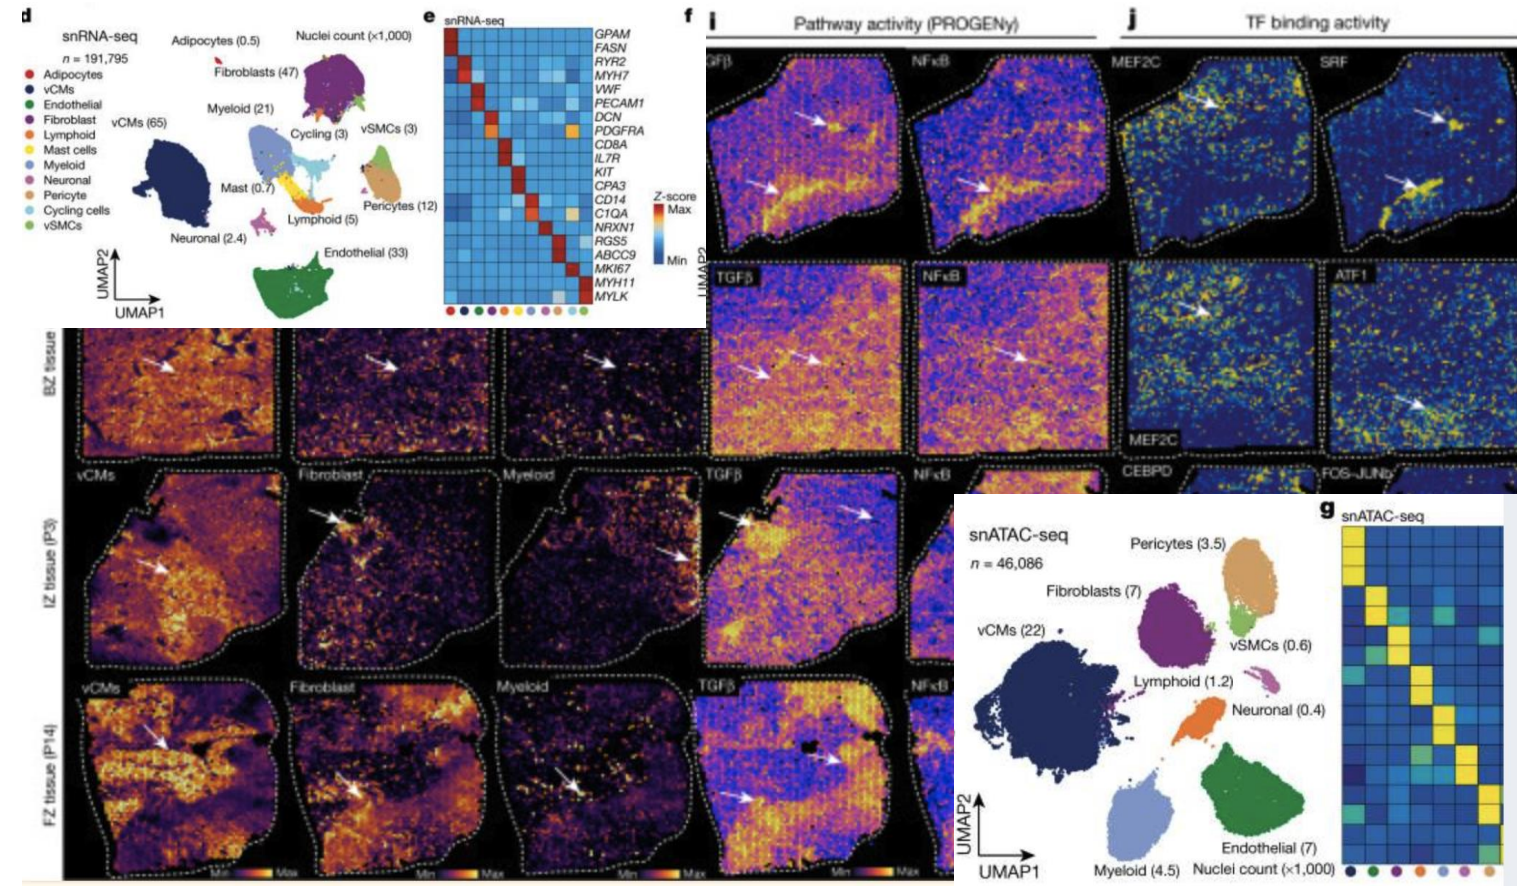 d
snRNA-seq
n = 191,795
Adipocytes
vCMs
Endothelial
Fibroblast
Lymphoid
Mast cells
Myeloid
Neuronal
Pericyte
Cycling cells
vSMCs
Adipocytes (0.5)
Nuclei count (×1,000)
Fibroblasts (47)
Myeloid (21)
vCMs (65)
Cycling (3)
vSMCs (3)
Mast (0.7)
Lymphoid (5)
Pericytes (12)
Neuronal (2.4)
Endothelial (33)
UMAP2
UMAP1
e
snRNA-seq
GPAM
FASN
RYR2
MYH7
VWF
PECAM1
DCN
PDGFRA
CD8A
IL7R
KIT
CPA3
CD14
C1QA
NRXN1
RGS5
ABCC9
MKI67
MYH11
MYLK
Z-score
Max
Min
f
UMAP2
i
Pathway activity (PROGENy)
j
TF binding activity
GFβ
NFκB
MEF2C
SRF
TGFβ
NFκB
MEF2C
ATF1
BZ tissue
vCMs
Fibroblast
Myeloid
TGFβ
NFκB
CEBPD
FOS-JUNB
IZ tissue (P3)
vCMs
Fibroblast
Myeloid
TGFβ
NFκB
FZ tissue (P14)
Min Max
Min Max
Min Max
Min Max
snATAC-seq
n = 46,086
Pericytes (3.5)
Fibroblasts (7)
vCMs (22)
vSMCs (0.6)
Lymphoid (1.2)
Neuronal (0.4)
Endothelial (7)
Myeloid (4.5)
Nuclei count (×1,000)
UMAP2
UMAP1
g
snATAC-seq